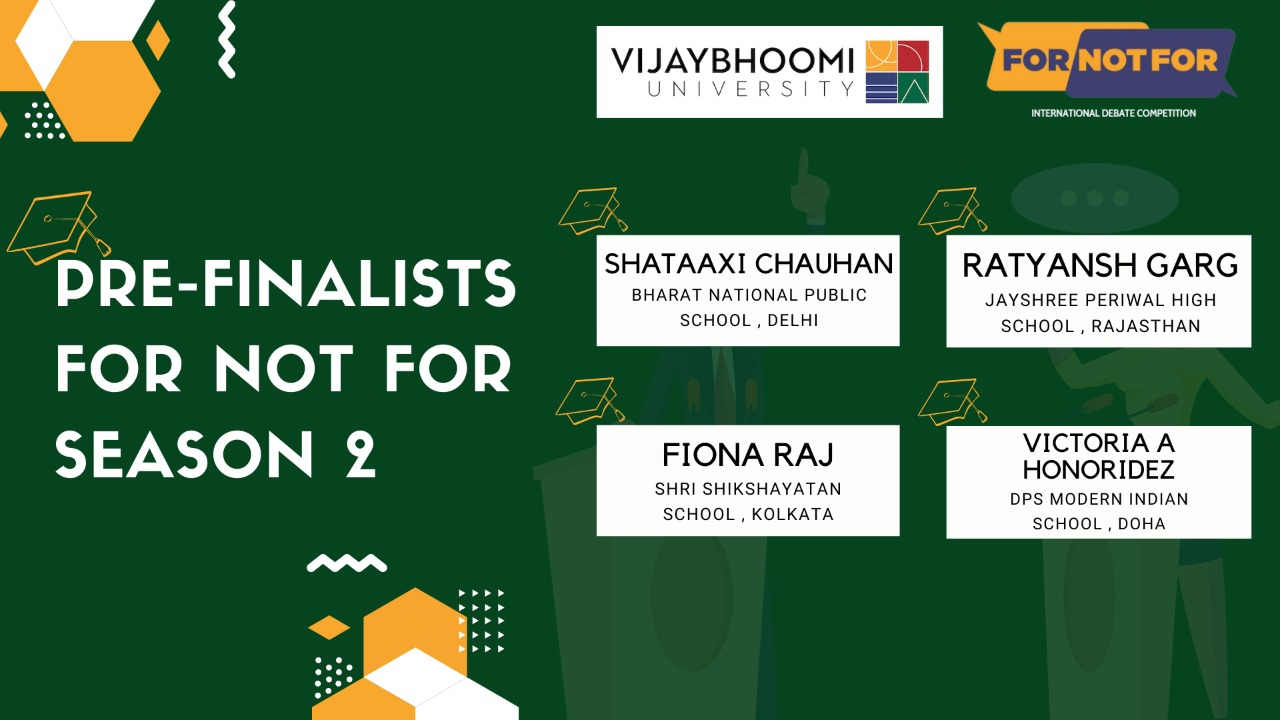 VIJAYBHOOMI
UNIVERSITY
FOR NOT FOR
INTERNATIONAL DEBATE COMPETITION
PRE-FINALISTS
FOR NOT FOR
SEASON 2
SHATAAXI CHAUHAN
BHARAT NATIONAL PUBLIC
SCHOOL , DELHI
RATYANSH GARG
JAYSHREE PERIWAL HIGH
SCHOOL , RAJASTHAN
FIONA RAJ
SHRI SHIKSHAYATAN
SCHOOL , KOLKATA
VICTORIA A
HONORIDEZ
DPS MODERN INDIAN
SCHOOL , DOHA